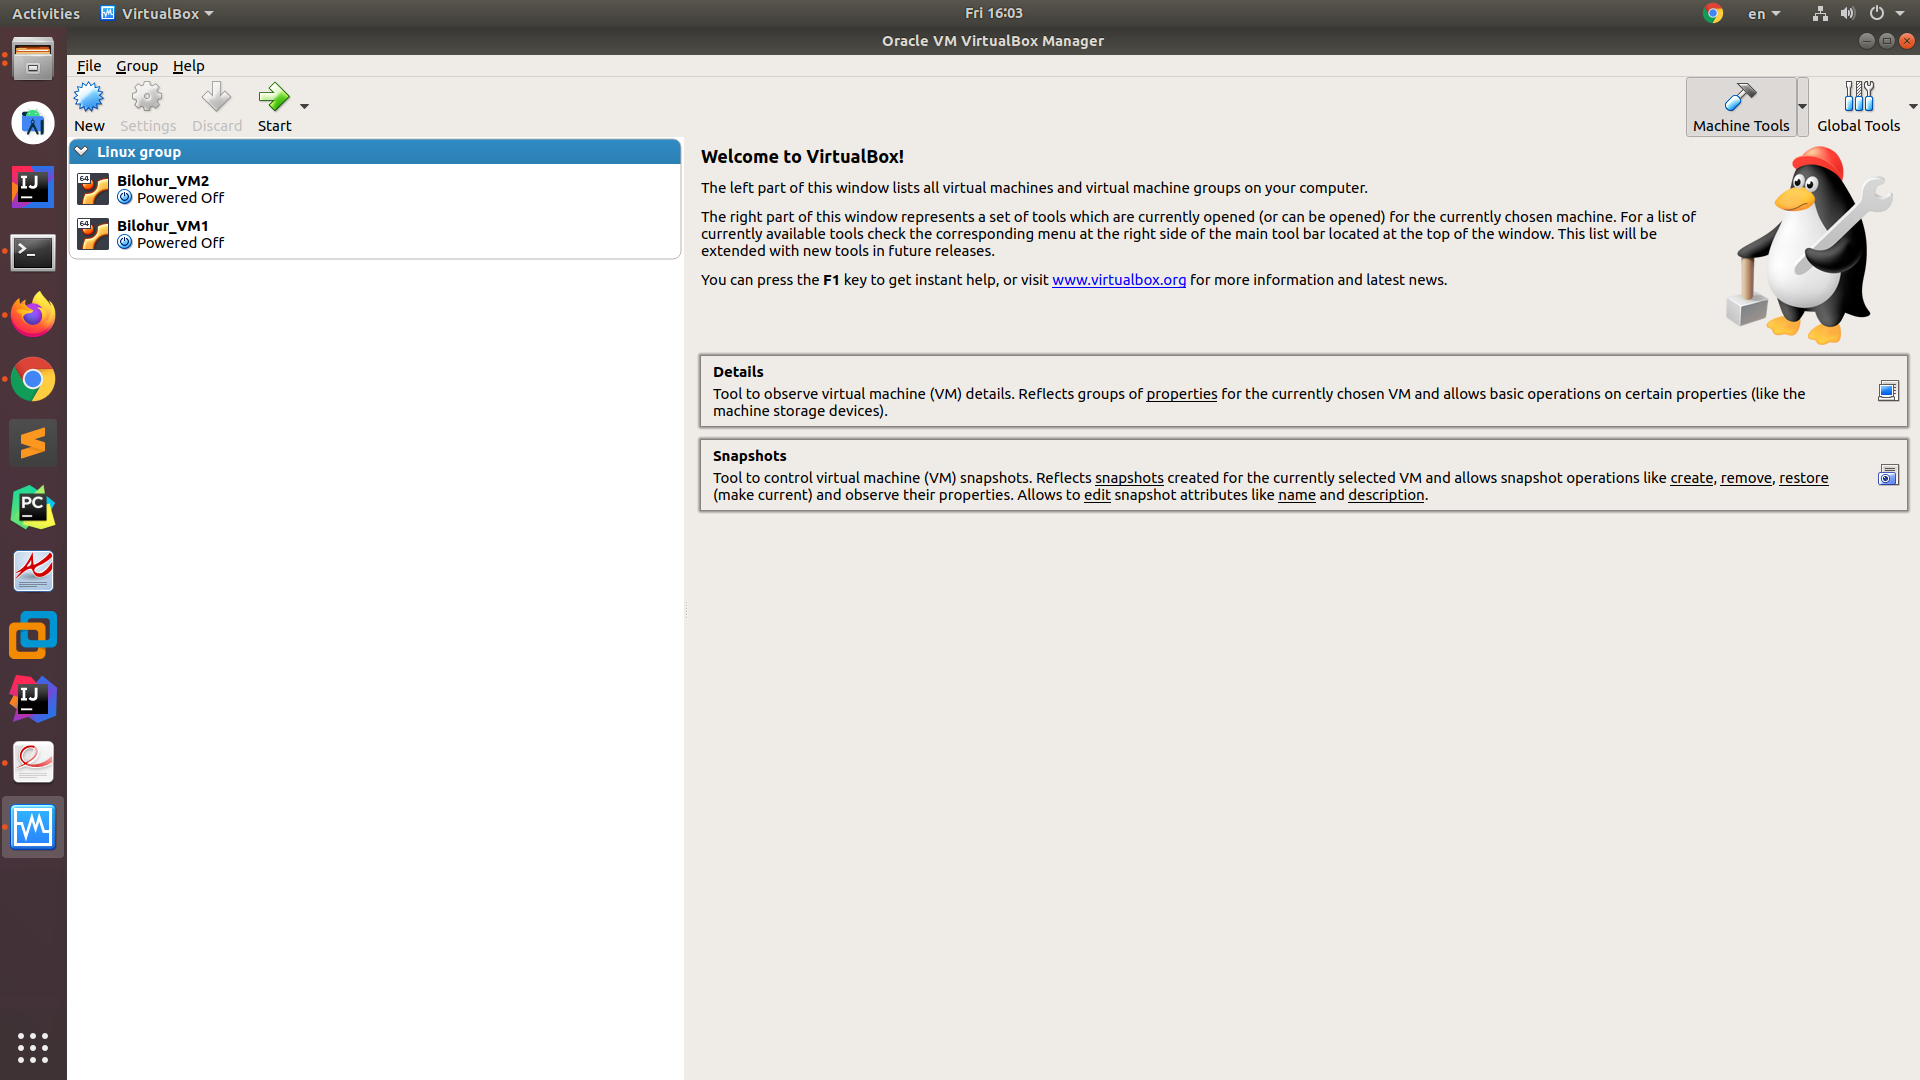 Activities VirtualBox Fri 16:03 en
Oracle VM VirtualBox Manager
File Group Help
New Settings Discard Start Machine Tools Global Tools
Linux group
64 Bilohur_VM2
Powered Off
64 Bilohur_VM1
Powered Off
Welcome to VirtualBox!
The left part of this window lists all virtual machines and virtual machine groups on your computer.
The right part of this window represents a set of tools which are currently opened (or can be opened) for the currently chosen machine. For a list of
currently available tools check the corresponding menu at the right side of the main tool bar located at the top of the window. This list will be
extended with new tools in future releases.
You can press the F1 key to get instant help, or visit www.virtualbox.org for more information and latest news.
Details
Tool to observe virtual machine (VM) details. Reflects groups of properties for the currently chosen VM and allows basic operations on certain properties (like the
machine storage devices).
Snapshots
Tool to control virtual machine (VM) snapshots. Reflects snapshots created for the currently selected VM and allows snapshot operations like create, remove, restore
(make current) and observe their properties. Allows to edit snapshot attributes like name and description.
IJ
PC
IJ